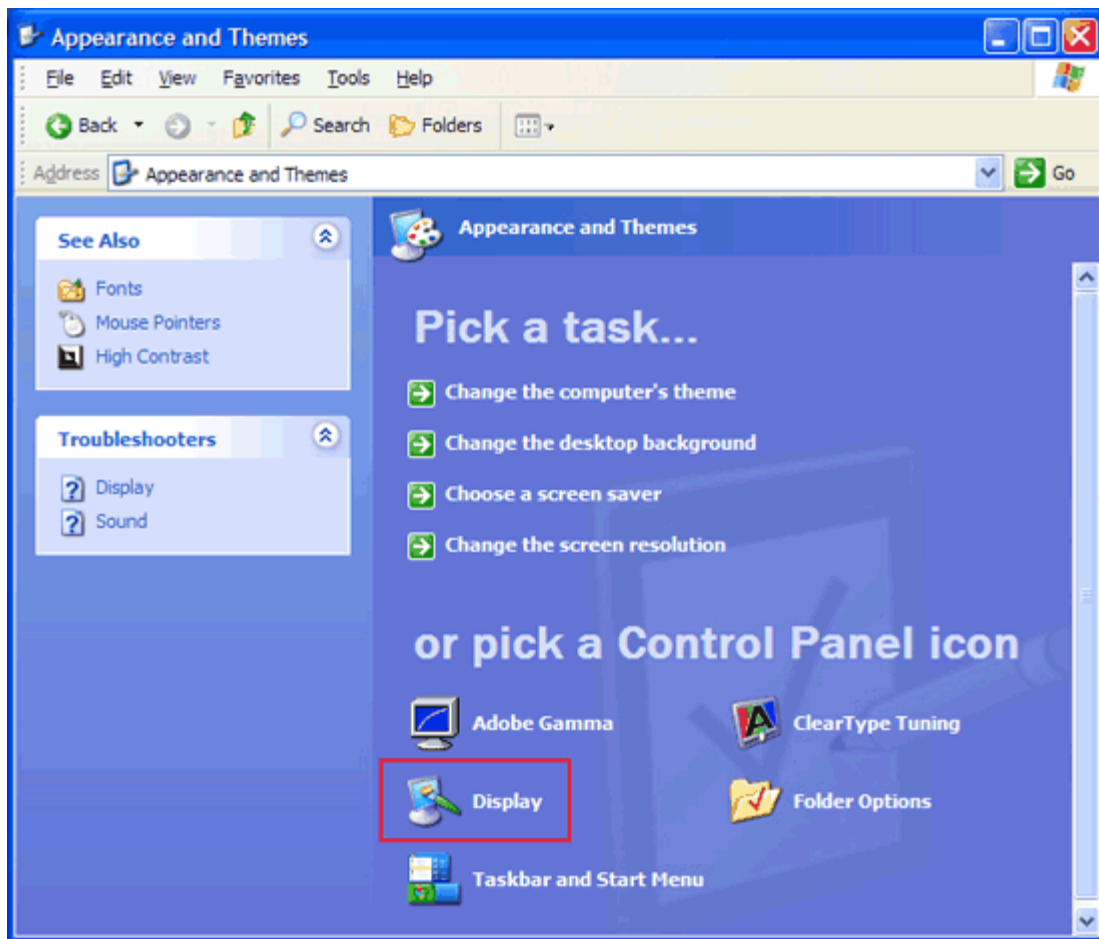 Appearance and Themes
File Edit View Favorites Tools Help
Back Search Folders
Address Appearance and Themes Go
See Also
Fonts
Mouse Pointers
High Contrast
Troubleshooters
Display
Sound
Appearance and Themes
Pick a task...
Change the computer's theme
Change the desktop background
Choose a screen saver
Change the screen resolution
or pick a Control Panel icon
Adobe Gamma ClearType Tuning
Display Folder Options
Taskbar and Start Menu